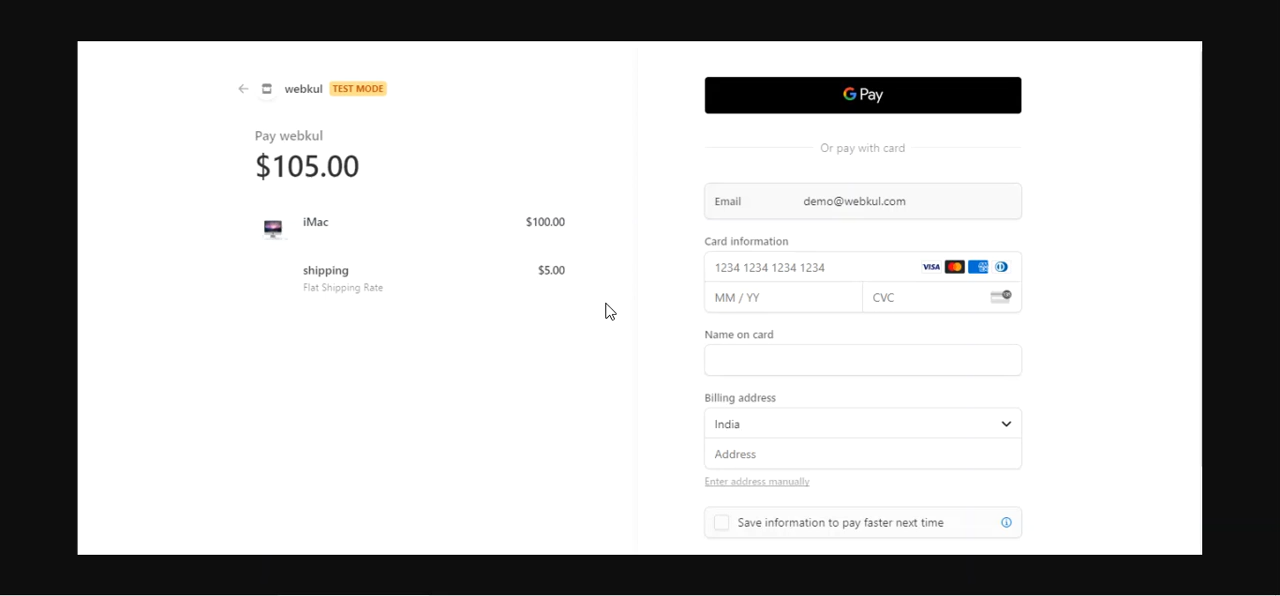 webkul TEST MODE
Pay webkul
$105.00
iMac $100.00
shipping $5.00
Flat Shipping Rate
G Pay
Or pay with card
Email demo@webkul.com
Card information
1234 1234 1234 1234 VISA
MM / YY CVC
Name on card
Billing address
India
Address
Enter address manually
Save information to pay faster next time